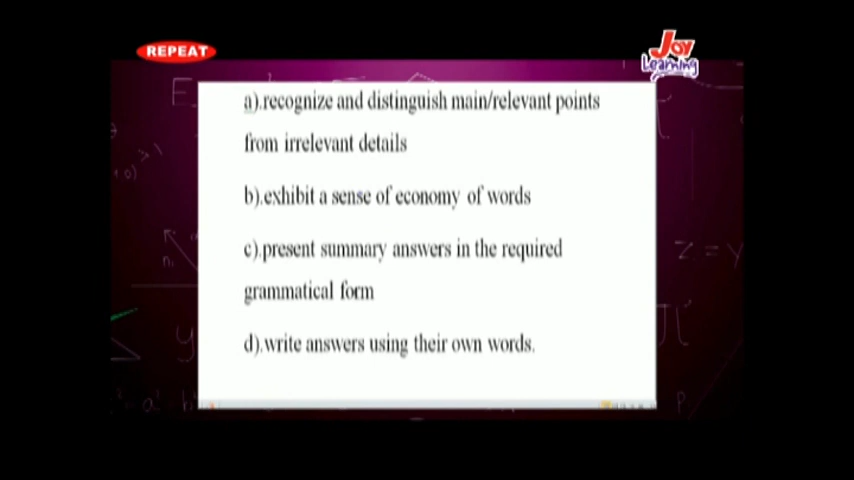 REPEAT
Joy
Learning
a).recognize and distinguish main/relevant points
from irrelevant details
b).exhibit a sense of economy of words
c).present summary answers in the required
grammatical form
d).write answers using their own words.
z = y